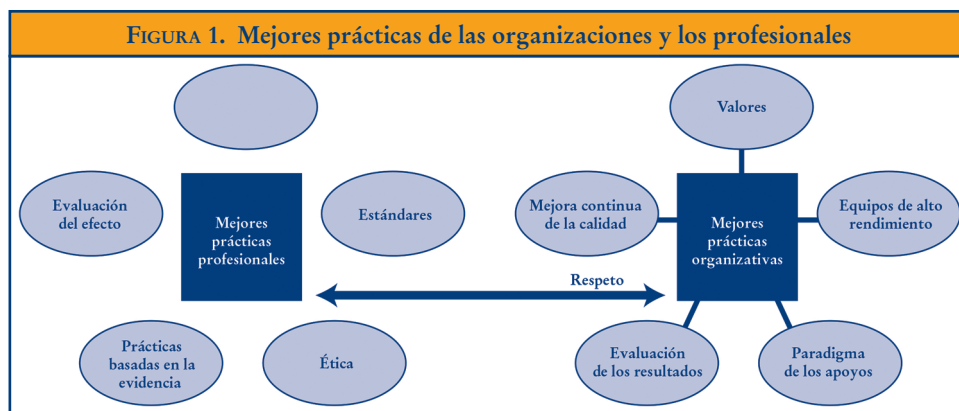 FIGURA 1. Mejores prácticas de las organizaciones y los profesionales
Valores
Evaluación
del efecto
Mejores
prácticas
profesionales
Estándares
Mejora continua
de la calidad
Mejores
prácticas
organizativas
Equipos de alto
rendimiento
Respeto
Prácticas
basadas en la
evidencia
Ética
Evaluación
de los resultados
Paradigma
de los apoyos